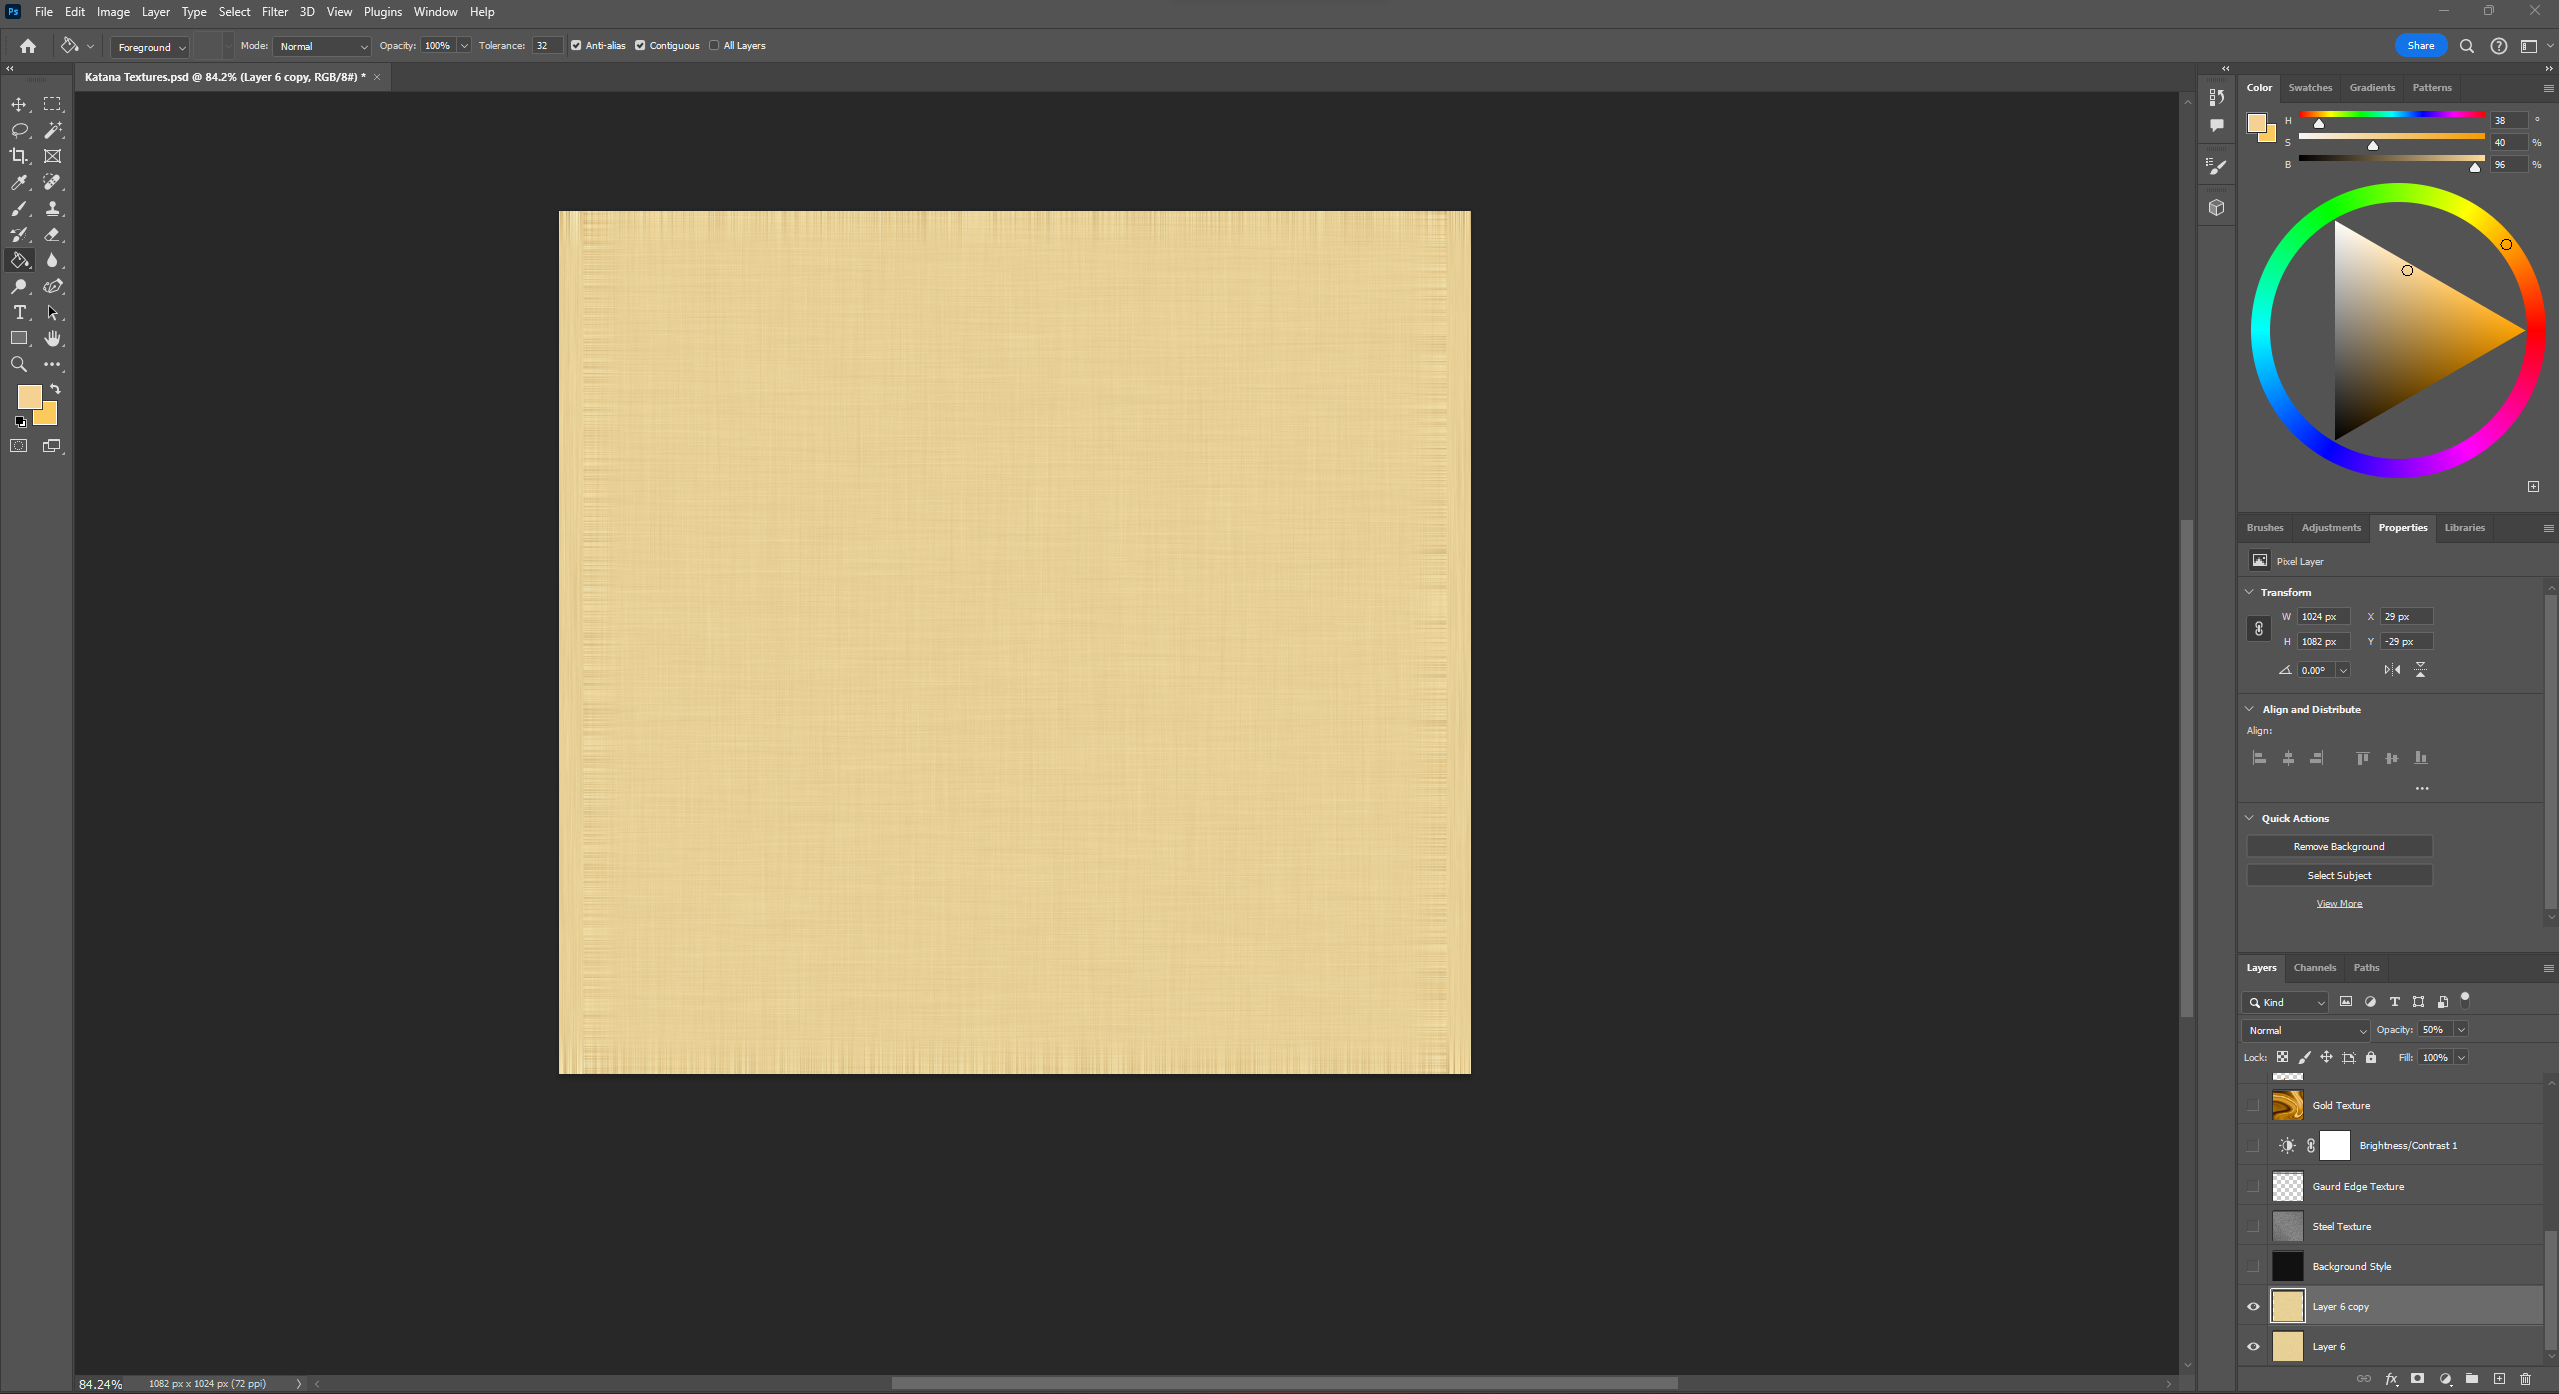 Ps File Edit Image Layer Type Select Filter 3D View Plugins Window Help
Foreground Mode: Normal Opacity: 100% Tolerance: 32 Anti-alias Contiguous All Layers Share
Katana Textures.psd @ 84.2% (Layer 6 copy, RGB/8#) *
Color Swatches Gradients Patterns
H 38 °
S 40 %
B 96 %
Brushes Adjustments Properties Libraries
Pixel Layer
Transform
W 1024 px X 29 px
H 1082 px Y -29 px
0.00°
Align and Distribute
Align:
Quick Actions
Remove Background
Select Subject
View More
Layers Channels Paths
Kind
Normal Opacity: 50%
Lock: Fill: 100%
Gold Texture
Brightness/Contrast 1
Gaurd Edge Texture
Steel Texture
Background Style
Layer 6 copy
Layer 6
fx
84.24% 1082 px x 1024 px (72 ppi)